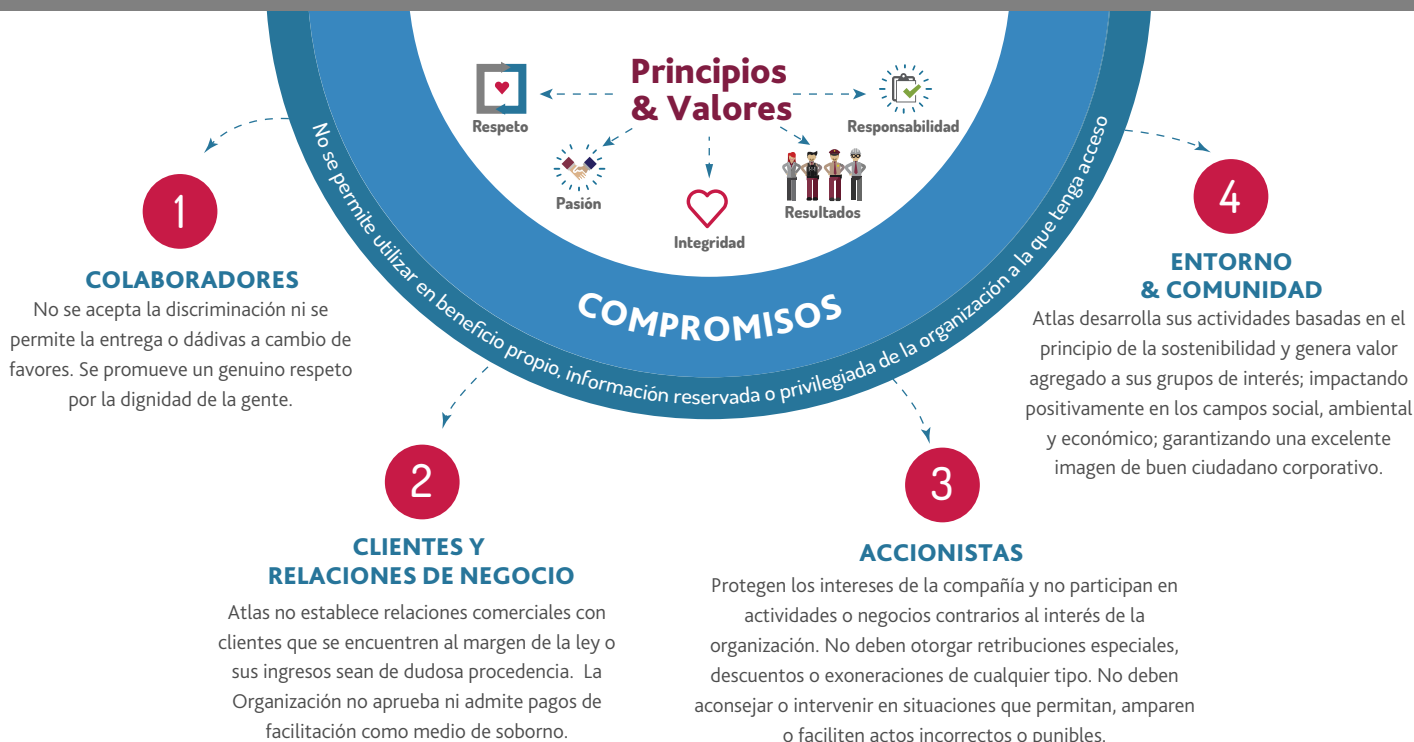 Principios
& Valores
Respeto
Responsabilidad
Pasión
Resultados
Integridad
COMPROMISOS
No se permite utilizar en beneficio propio, información reservada o privilegiada de la organización a la que tenga acceso
1
COLABORADORES
No se acepta la discriminación ni se
permite la entrega o dádivas a cambio de
favores. Se promueve un genuino respeto
por la dignidad de la gente.
2
CLIENTES Y
RELACIONES DE NEGOCIO
Atlas no establece relaciones comerciales con
clientes que se encuentren al margen de la ley o
sus ingresos sean de dudosa procedencia. La
Organización no aprueba ni admite pagos de
facilitación como medio de soborno.
3
ACCIONISTAS
Protegen los intereses de la compañía y no participan en
actividades o negocios contrarios al interés de la
organización. No deben otorgar retribuciones especiales,
descuentos o exoneraciones de cualquier tipo. No deben
aconsejar o intervenir en situaciones que permitan, amparen
o faciliten actos incorrectos o punibles.
4
ENTORNO
& COMUNIDAD
Atlas desarrolla sus actividades basadas en el
principio de la sostenibilidad y genera valor
agregado a sus grupos de interés; impactando
positivamente en los campos social, ambiental
y económico; garantizando una excelente
imagen de buen ciudadano corporativo.